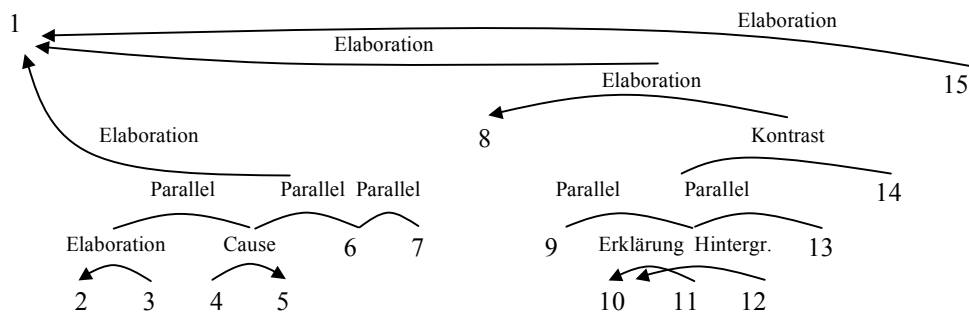 1 Elaboration
Elaboration
15
Elaboration
8
Elaboration Kontrast
Parallel Parallel Parallel Parallel Parallel 14
Elaboration Cause 6 7 9 Erklärung Hintergr. 13
2 3 4 5 10 11 12